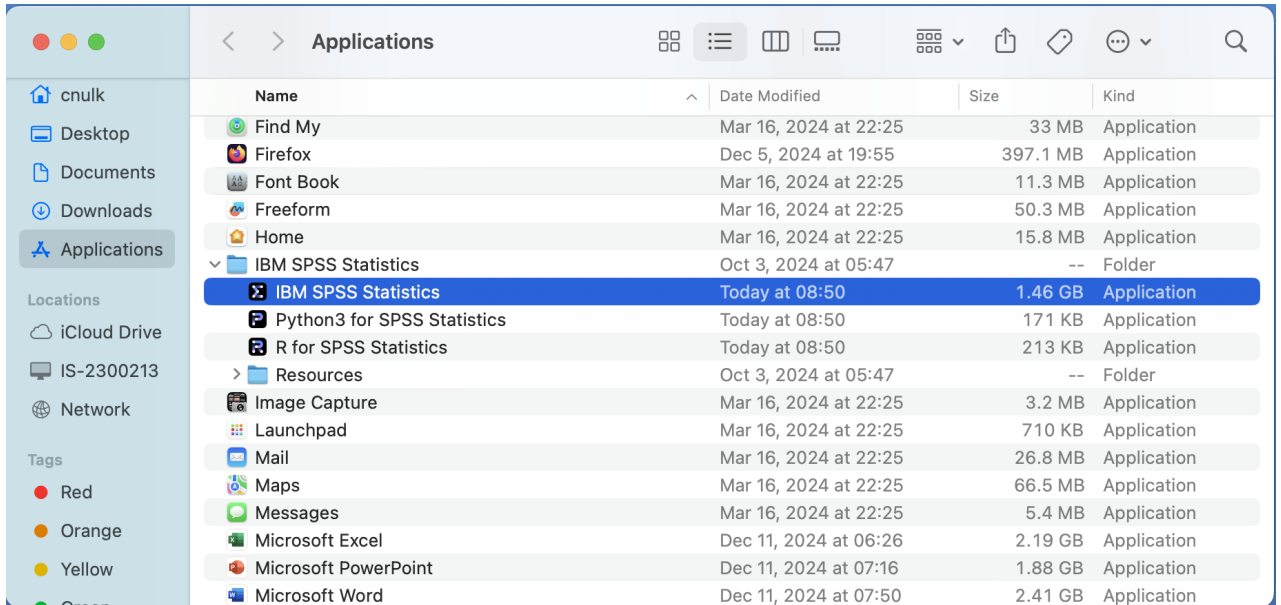 Applications
cnulk
Desktop
Documents
Downloads
Applications
Locations
iCloud Drive
IS-2300213
Network
Tags
Red
Orange
Yellow
Name Date Modified Size Kind
Find My Mar 16, 2024 at 22:25 33 MB Application
Firefox Dec 5, 2024 at 19:55 397.1 MB Application
Font Book Mar 16, 2024 at 22:25 11.3 MB Application
Freeform Mar 16, 2024 at 22:25 50.3 MB Application
Home Mar 16, 2024 at 22:25 15.8 MB Application
IBM SPSS Statistics Oct 3, 2024 at 05:47 -- Folder
IBM SPSS Statistics Today at 08:50 1.46 GB Application
Python3 for SPSS Statistics Today at 08:50 171 KB Application
R for SPSS Statistics Today at 08:50 213 KB Application
Resources Oct 3, 2024 at 05:47 -- Folder
Image Capture Mar 16, 2024 at 22:25 3.2 MB Application
Launchpad Mar 16, 2024 at 22:25 710 KB Application
Mail Mar 16, 2024 at 22:25 26.8 MB Application
Maps Mar 16, 2024 at 22:25 66.5 MB Application
Messages Mar 16, 2024 at 22:25 5.4 MB Application
Microsoft Excel Dec 11, 2024 at 06:26 2.19 GB Application
Microsoft PowerPoint Dec 11, 2024 at 07:16 1.88 GB Application
Microsoft Word Dec 11, 2024 at 07:50 2.41 GB Application